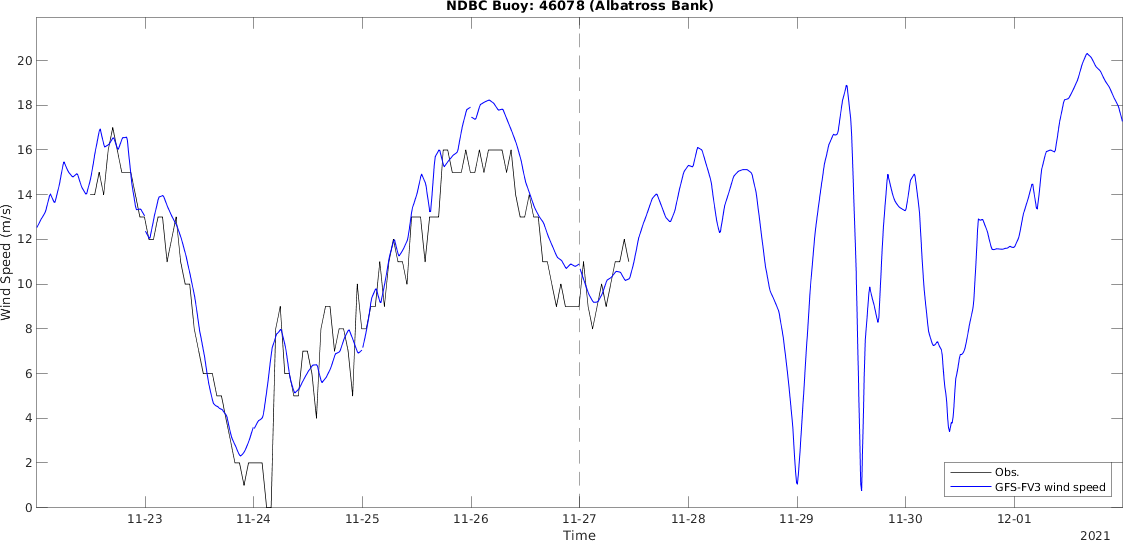 NDBC Buoy: 46078 (Albatross Bank)
Wind Speed (m/s)
20
18
16
14
12
10
8
6
4
2
0
Obs.
GFS-FV3 wind speed
11-23 11-24 11-25 11-26 11-27 11-28 11-29 11-30 12-01
Time
2021